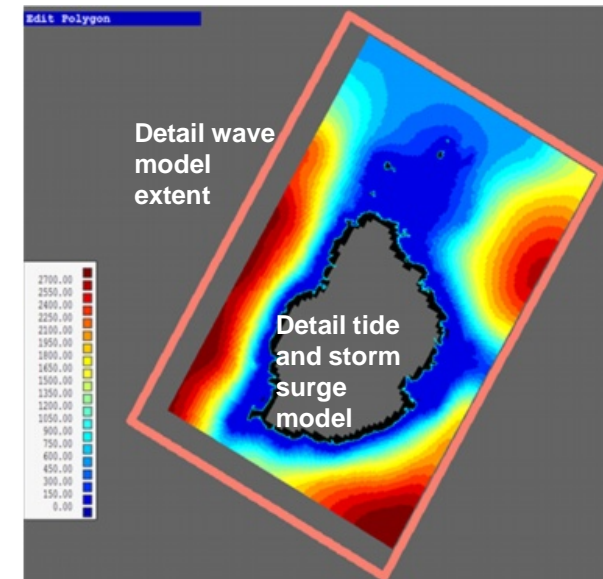 Edit Polygon
Detail wave
model
extent
Detail tide
and storm
surge
model
2700.00
2550.00
2400.00
2250.00
2100.00
1950.00
1800.00
1650.00
1500.00
1350.00
1200.00
1050.00
900.00
750.00
600.00
450.00
300.00
150.00
0.00